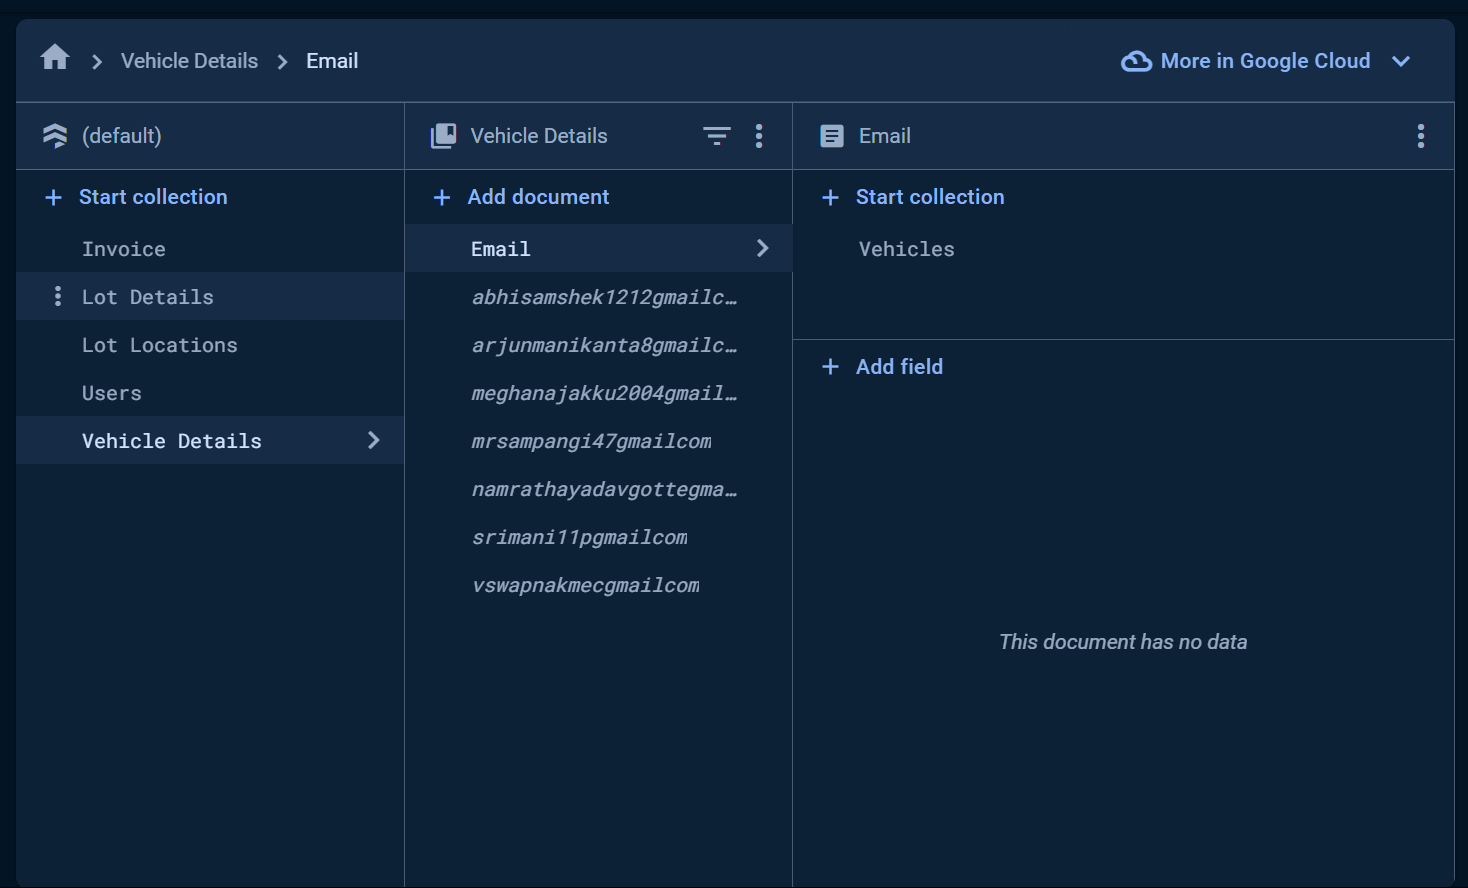 Vehicle Details
Email
More in Google Cloud
(default)
Start collection
Invoice
Lot Details
Lot Locations
Users
Vehicle Details
Vehicle Details
Add document
Email
abhisamshek1212gmailc…
arjunmanikanta8gmailc…
meghanajakku2004gmail…
mrsampangi47gmailcom
namrathayadavgottegma…
srimani11pgmailcom
vswapnakmecgmailcom
Email
Start collection
Vehicles
Add field
This document has no data